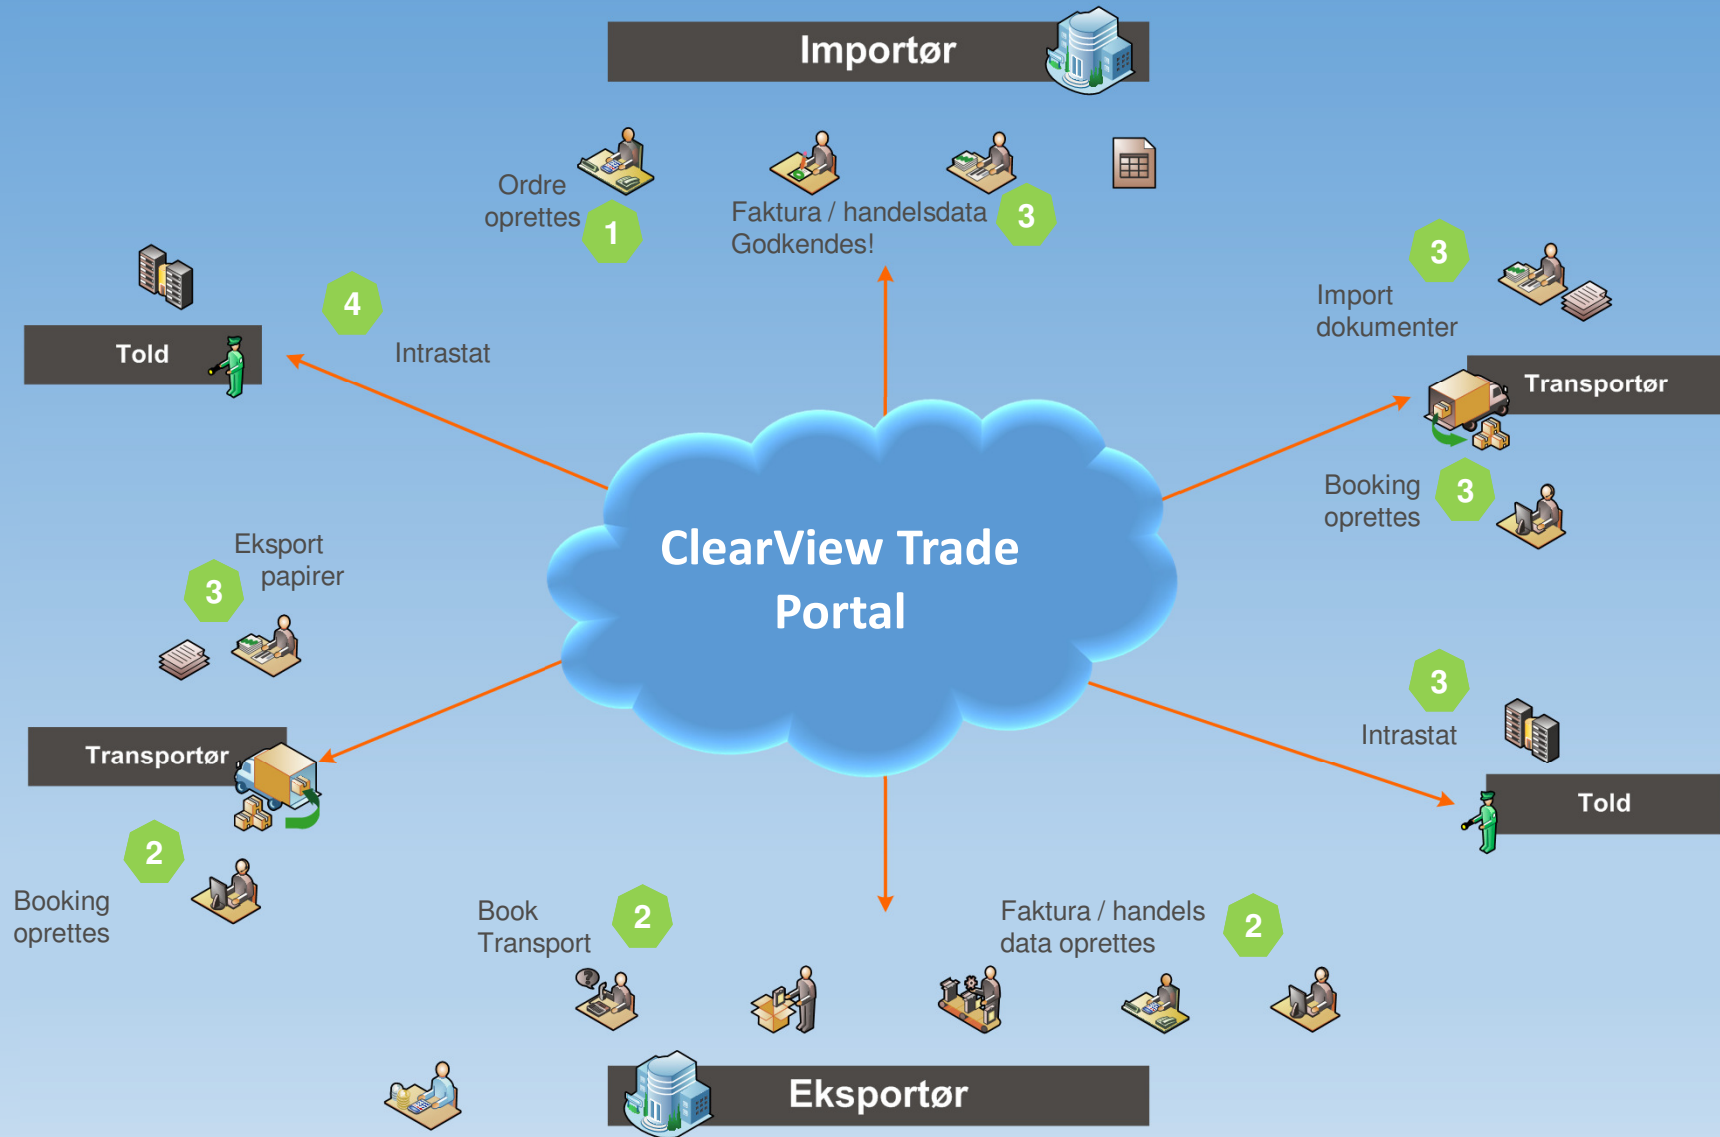 Importør
Ordre
oprettes
1
Faktura / handelsdata
Godkendes!
3
3
Import
dokumenter
4
Intrastat
Told
Transportør
Booking
oprettes
3
ClearView Trade
Portal
Eksport
papirer
3
3
Intrastat
Told
Transportør
2
Booking
oprettes
Book
Transport
2
Faktura / handels
data oprettes
2
Eksportør